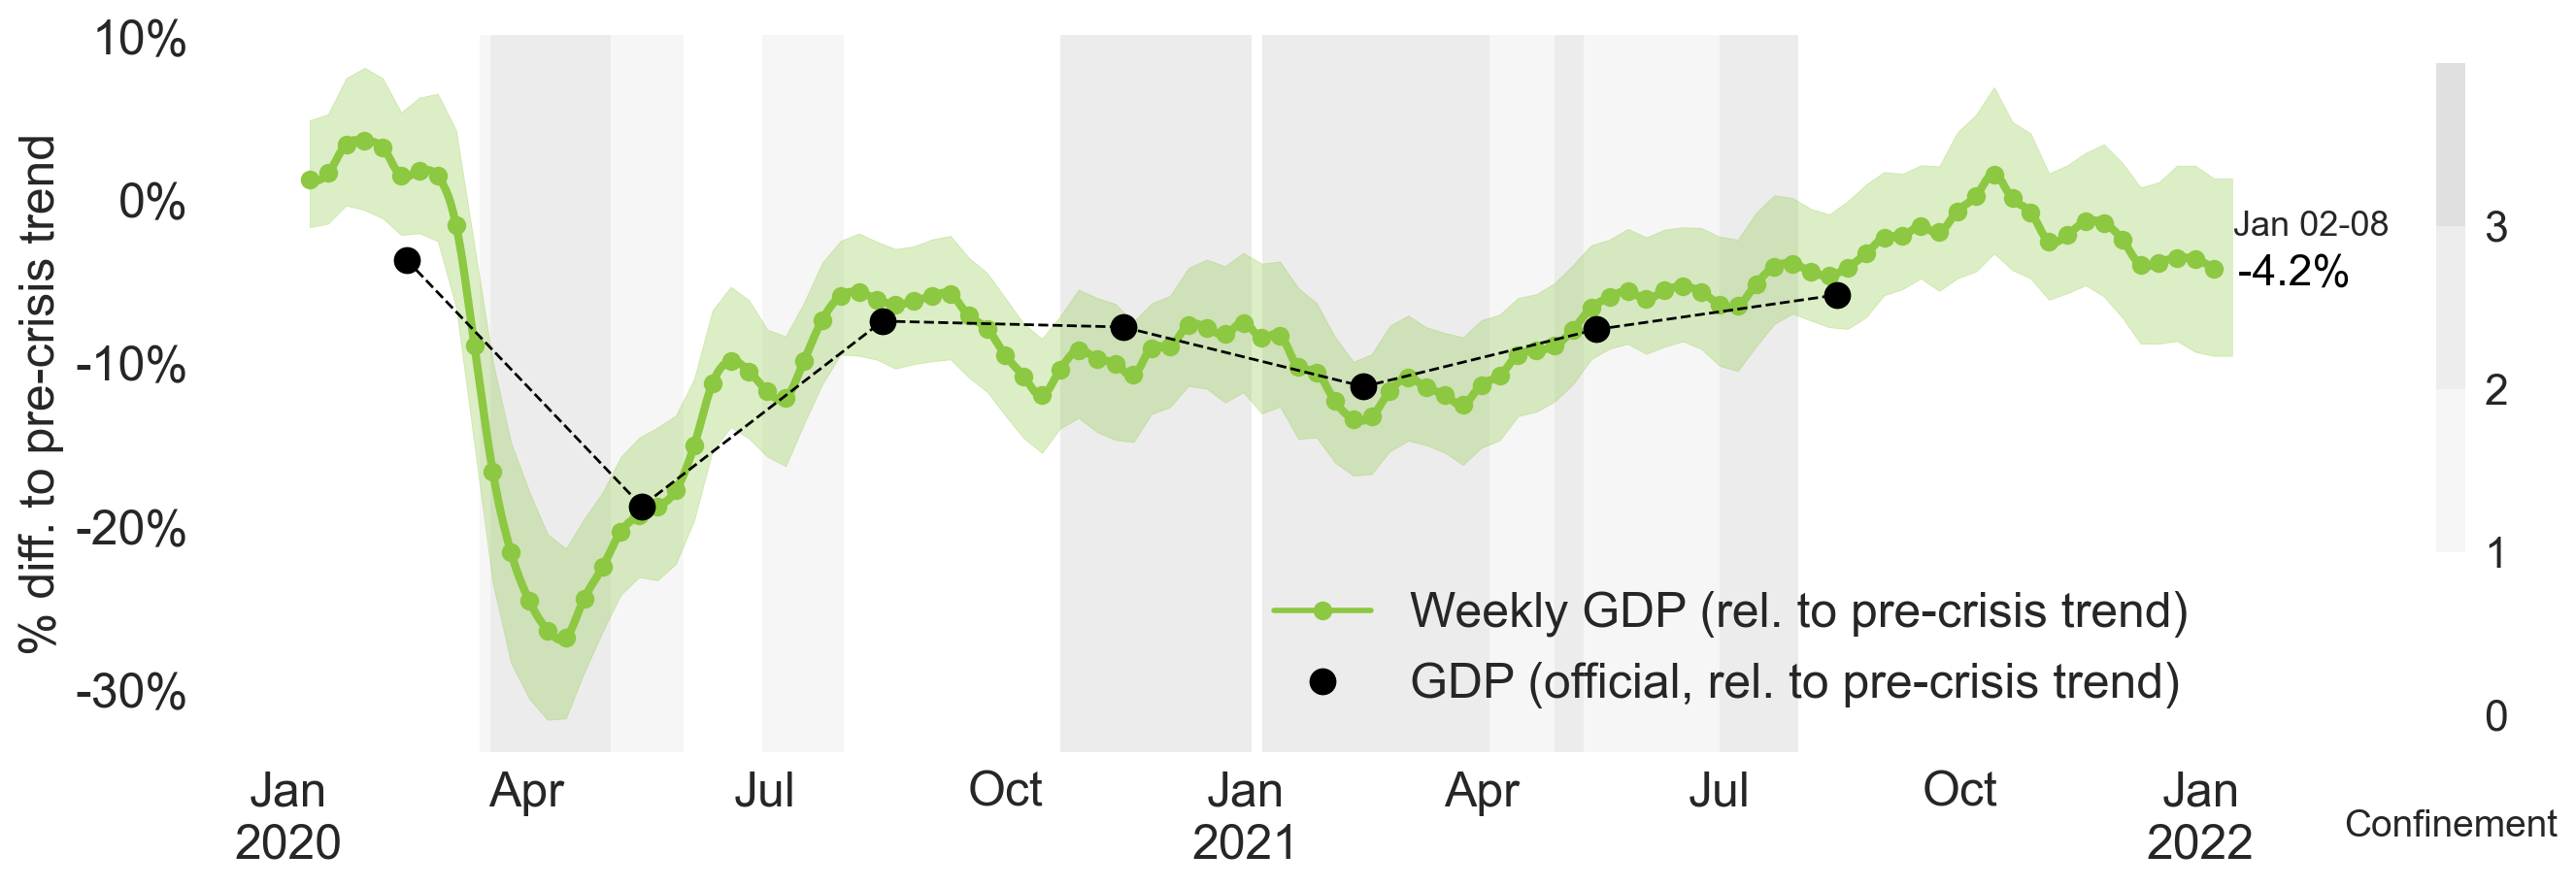 % diff. to pre-crisis trend
10%
0%
-10%
-20%
-30%
Jan 02-08
-4.2%
Weekly GDP (rel. to pre-crisis trend)
GDP (official, rel. to pre-crisis trend)
Jan
2020
Apr
Jul
Oct
Jan
2021
Apr
Jul
Oct
Jan
2022
3
2
1
0
Confinement